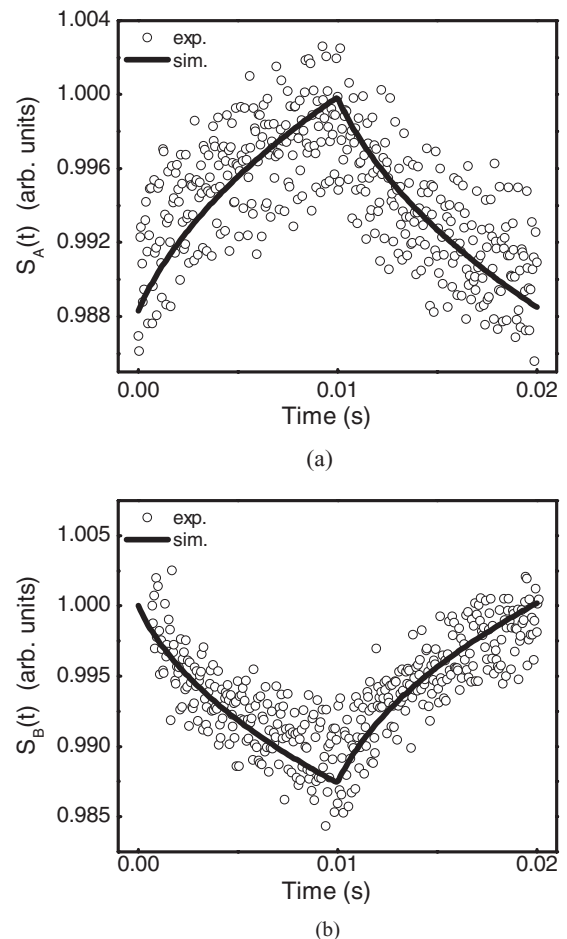 1.004
exp.
sim.
1.000
0.996
S_A(t) (arb. units)
0.992
0.988
0.00
0.01
0.02
Time (s)
(a)
1.005
exp.
sim.
1.000
S_B(t) (arb. units)
0.995
0.990
0.985
0.00
0.01
0.02
Time (s)
(b)